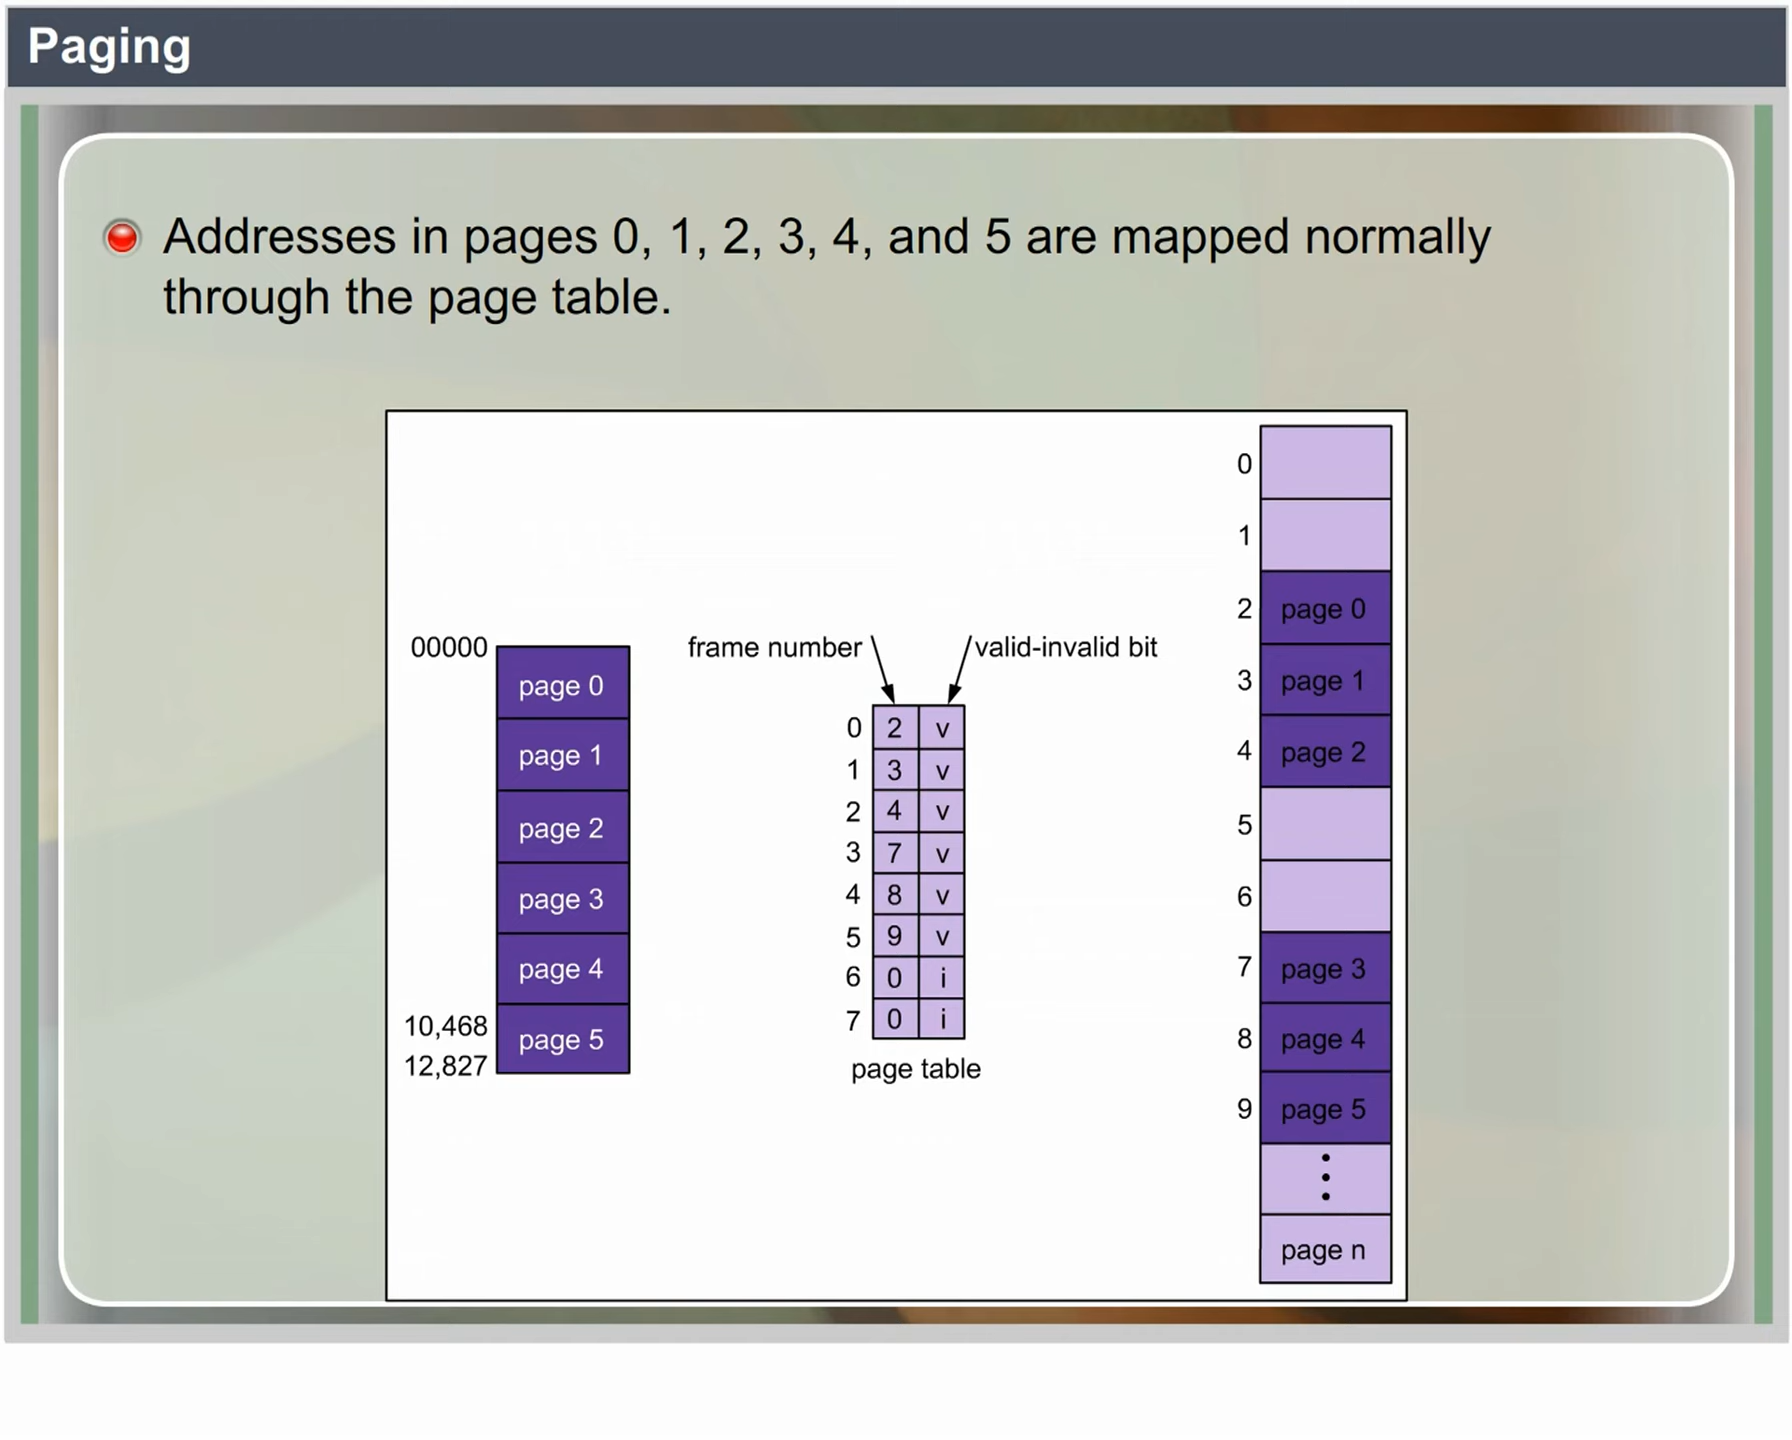 Paging
Addresses in pages 0, 1, 2, 3, 4, and 5 are mapped normally
through the page table.
00000
page 0
page 1
page 2
page 3
page 4
10,468
page 5
12,827
frame number
valid-invalid bit
0 2 v
1 3 v
2 4 v
3 7 v
4 8 v
5 9 v
6 0 i
7 0 i
page table
0
1
2 page 0
3 page 1
4 page 2
5
6
7 page 3
8 page 4
9 page 5
page n